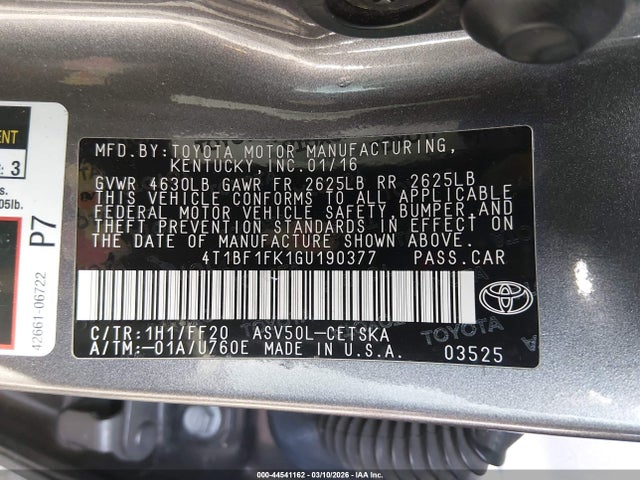 ENT
: 3
s.
05lb.
P7
42661-06722
MFD.BY:TOYOTA MOTOR MANUFACTURING,
KENTUCKY,INC.01/16
GVWR 4630LB GAWR FR 2625LB RR 2625LB
THIS VEHICLE CONFORMS TO ALL APPLICABLE
FEDERAL MOTOR VEHICLE SAFETY,BUMPER,AND
THEFT PREVENTION STANDARDS IN EFFECT ON
THE DATE OF MANUFACTURE SHOWN ABOVE.
4T1BF1FK1GU190377 PASS.CAR
TOYOTA
C/TR:1H1/FF20 ASV50L-CETSKA
A/TM:-01A/U760E MADE IN U.S.A.
03525
000-44541162 - 03/10/2026 - IAA Inc.